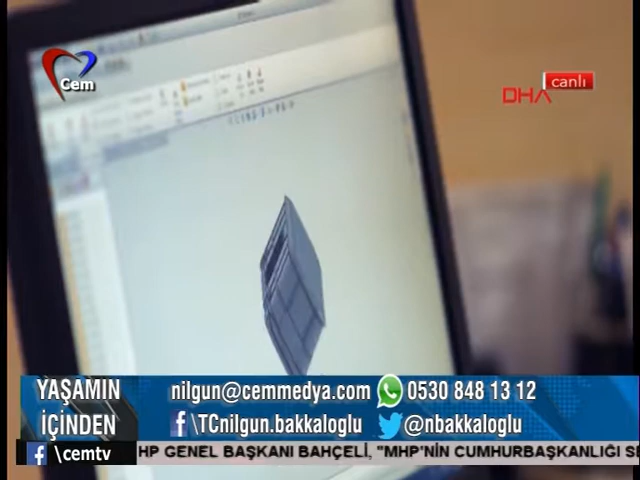 Cem
canlı
DHA
YAŞAMIN
İÇİNDEN
nilgun@cemmedya.com
0530 848 13 12
\TCnilgun.bakkaloglu
@nbakkaloglu
\cemtv
HP GENEL BAŞKANI BAHÇELİ, "MHP'NİN CUMHURBAŞKANLIĞI SE